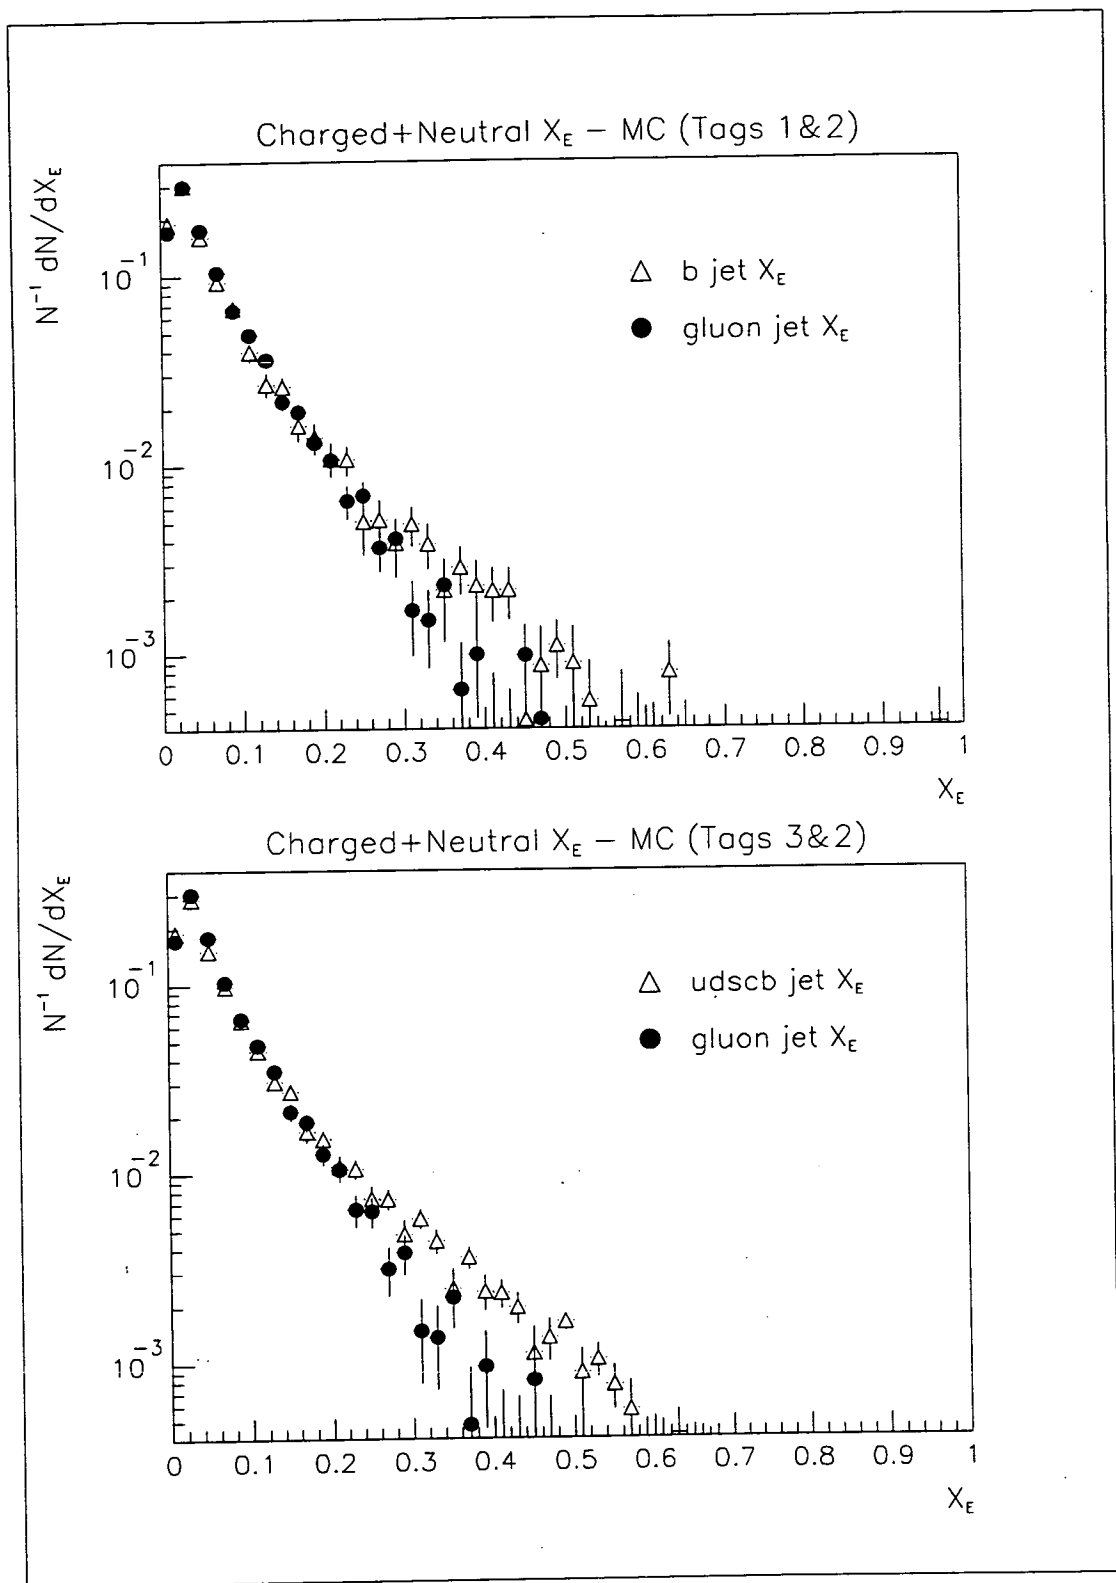 Charged+Neutral X_E – MC (Tags 1&2)
N⁻¹ dN/dX_E
10⁻¹
10⁻²
10⁻³
△ b jet X_E
● gluon jet X_E
0 0.1 0.2 0.3 0.4 0.5 0.6 0.7 0.8 0.9 1
X_E
Charged+Neutral X_E – MC (Tags 3&2)
N⁻¹ dN/dX_E
10⁻¹
10⁻²
10⁻³
△ udscb jet X_E
● gluon jet X_E
0 0.1 0.2 0.3 0.4 0.5 0.6 0.7 0.8 0.9 1
X_E